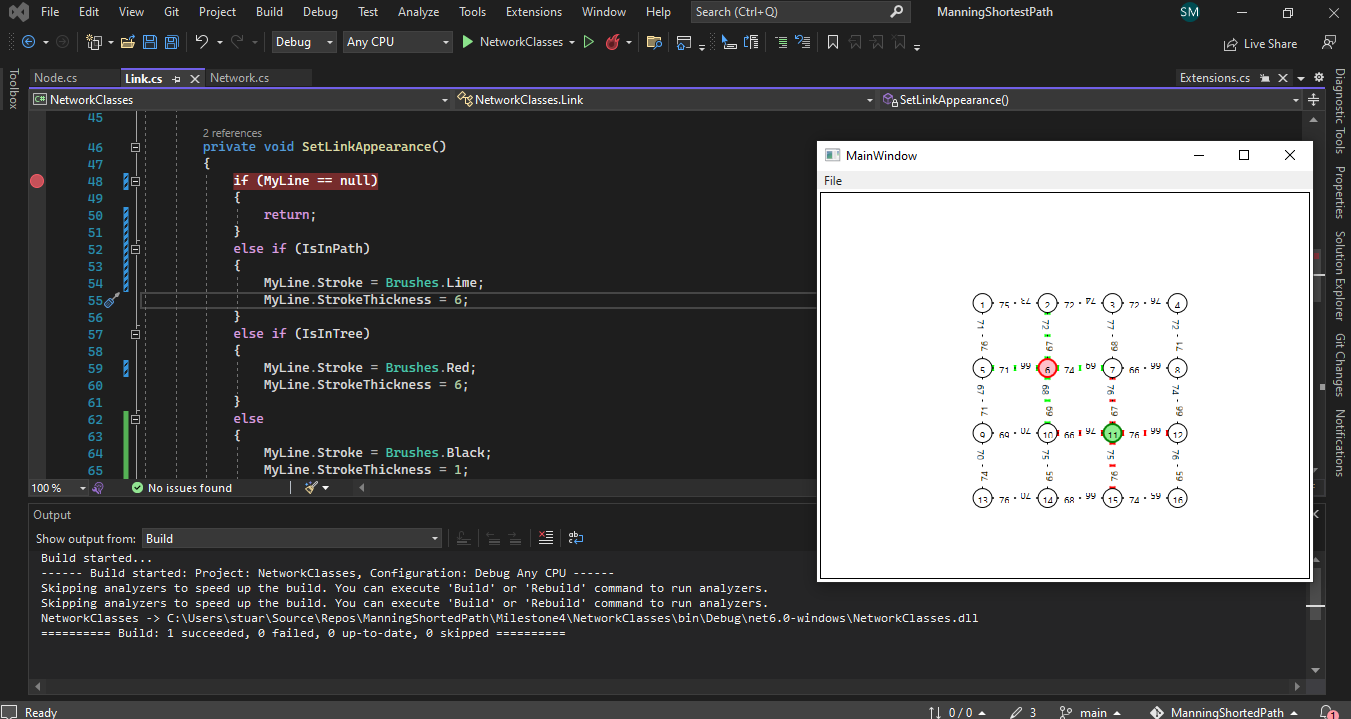 File Edit View Git Project Build Debug Test Analyze Tools Extensions Window Help Search (Ctrl+Q) ManningShortestPath SM
Debug Any CPU NetworkClasses Live Share
Toolbox
Node.cs Link.cs Network.cs Extensions.cs
C# NetworkClasses NetworkClasses.Link SetLinkAppearance()
45
2 references
46 private void SetLinkAppearance()
47 {
48 if (MyLine == null)
49 {
50 return;
51 }
52 else if (IsInPath)
53 {
54 MyLine.Stroke = Brushes.Lime;
55 MyLine.StrokeThickness = 6;
56 }
57 else if (IsInTree)
58 {
59 MyLine.Stroke = Brushes.Red;
60 MyLine.StrokeThickness = 6;
61 }
62 else
63 {
64 MyLine.Stroke = Brushes.Black;
65 MyLine.StrokeThickness = 1;
100 % No issues found
MainWindow
File
1 75 73 2 72 74 3 72 76 4
71 72 77 72
76 67 68 71
5 71 66 6 74 69 7 66 66 8
67 68 76 74
71 69 67 66
9 69 70 10 66 76 11 76 66 12
70 75 75 76
74 65 76 65
13 76 70 14 68 66 15 74 65 16
Diagnostic Tools
Properties
Solution Explorer
Git Changes
Notifications
Output
Show output from: Build
Build started...
------ Build started: Project: NetworkClasses, Configuration: Debug Any CPU ------
Skipping analyzers to speed up the build. You can execute 'Build' or 'Rebuild' command to run analyzers.
Skipping analyzers to speed up the build. You can execute 'Build' or 'Rebuild' command to run analyzers.
NetworkClasses -> C:\Users\stuar\Source\Repos\ManningShortedPath\Milestone4\NetworkClasses\bin\Debug\net6.0-windows\NetworkClasses.dll
========== Build: 1 succeeded, 0 failed, 0 up-to-date, 0 skipped ==========
Ready 0 / 0 3 main ManningShortedPath 1